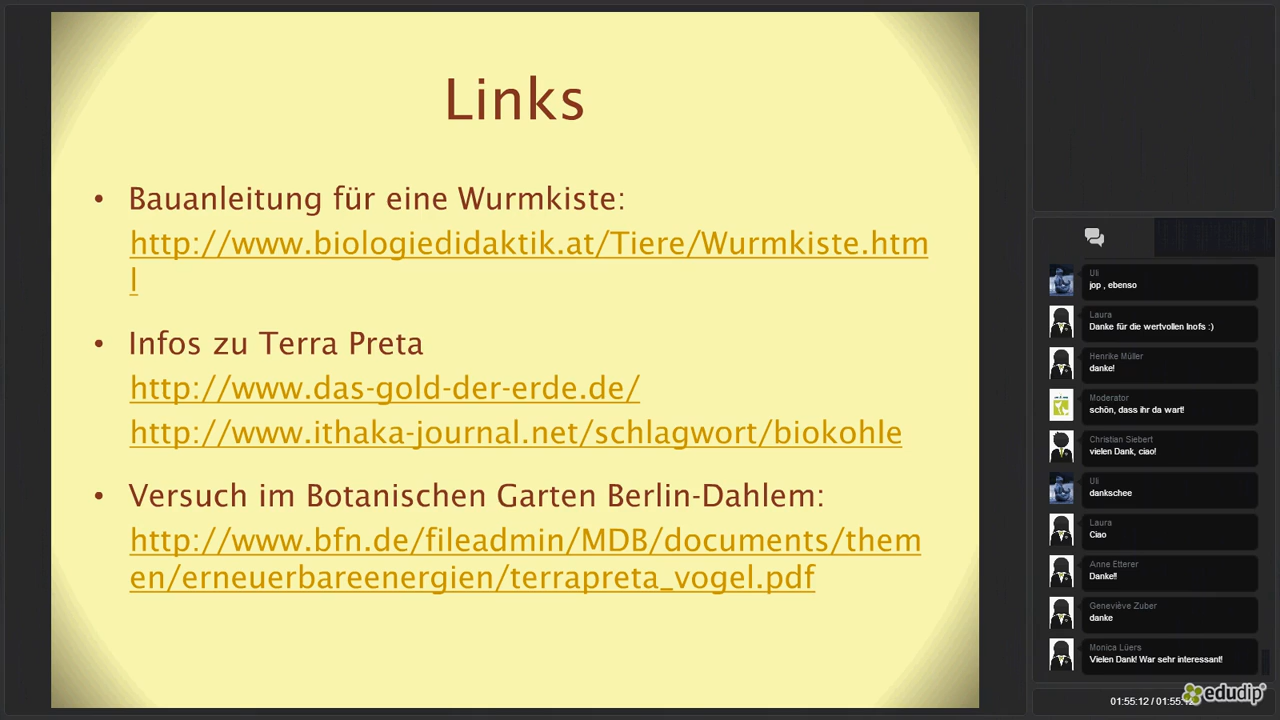 Links
• Bauanleitung für eine Wurmkiste:
http://www.biologiedidaktik.at/Tiere/Wurmkiste.htm
l
• Infos zu Terra Preta
http://www.das-gold-der-erde.de/
http://www.ithaka-journal.net/schlagwort/biokohle
• Versuch im Botanischen Garten Berlin-Dahlem:
http://www.bfn.de/fileadmin/MDB/documents/them
en/erneuerbareenergien/terrapreta_vogel.pdf
Uli
jop , ebenso
Laura
Danke für die wertvollen Inofs :)
Henrike Müller
danke!
Moderator
schön, dass ihr da wart!
Christian Siebert
vielen Dank, ciao!
Uli
dankschee
Laura
Ciao
Anne Etterer
Danke!!
Geneviève Zuber
danke
Monica Lüers
Vielen Dank! War sehr interessant!
01:55:12 / 01:55:
edudip